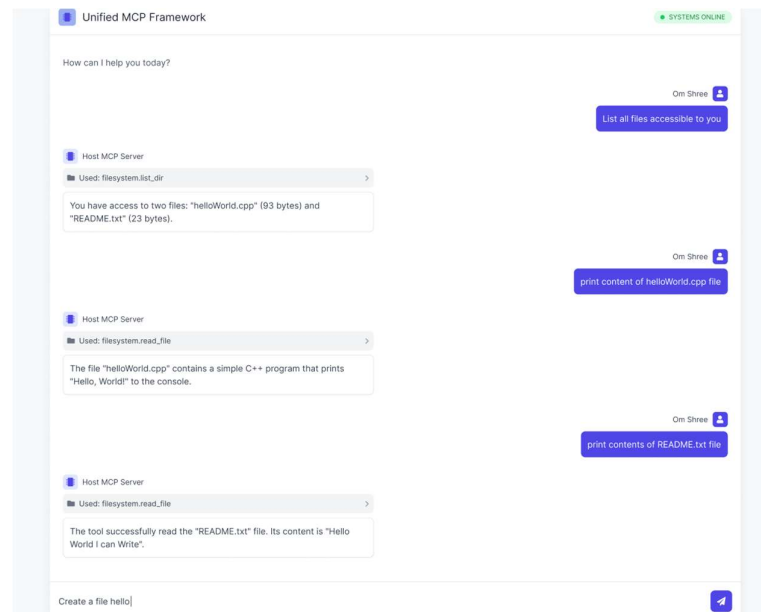 Unified MCP Framework
SYSTEMS ONLINE
How can I help you today?
Om Shree
List all files accessible to you
Host MCP Server
Used: filesystem.list_dir
You have access to two files: "helloWorld.cpp" (93 bytes) and
"README.txt" (23 bytes).
Om Shree
print content of helloWorld.cpp file
Host MCP Server
Used: filesystem.read_file
The file "helloWorld.cpp" contains a simple C++ program that prints
"Hello, World!" to the console.
Om Shree
print contents of README.txt file
Host MCP Server
Used: filesystem.read_file
The tool successfully read the "README.txt" file. Its content is "Hello
World I can Write".
Create a file hello